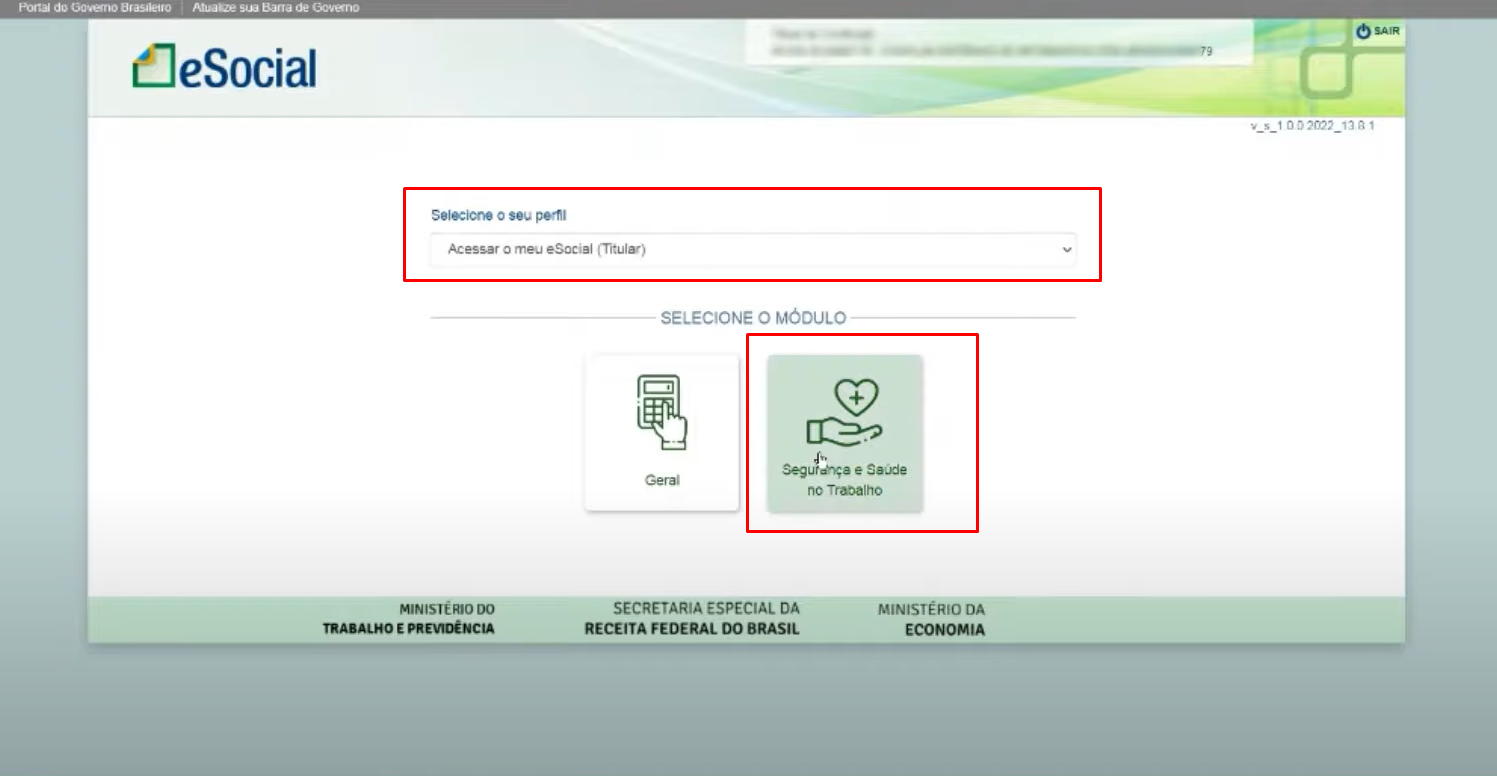 Portal do Governo Brasileiro
Atualize sua Barra de Governo
eSocial
79
SAIR
v_s_1.0.0.2022_13.8.1
Selecione o seu perfil
Acessar o meu eSocial (Titular)
SELECIONE O MÓDULO
Geral
Segurança e Saúde
no Trabalho
MINISTÉRIO DO
TRABALHO E PREVIDÊNCIA
SECRETARIA ESPECIAL DA
RECEITA FEDERAL DO BRASIL
MINISTÉRIO DA
ECONOMIA